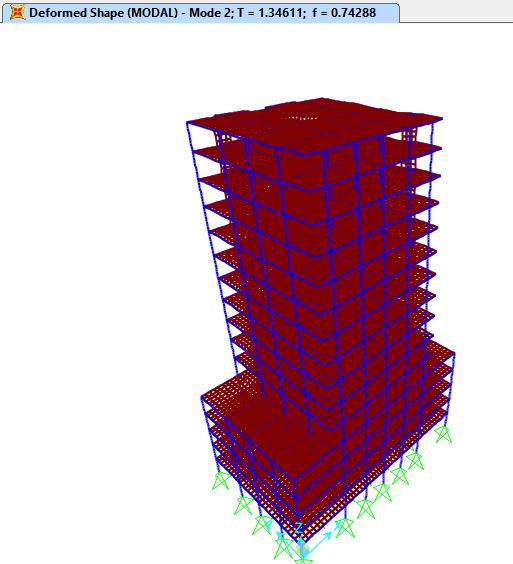 Deformed Shape (MODAL) - Mode 2; T = 1.34611;  f = 0.74288
Z